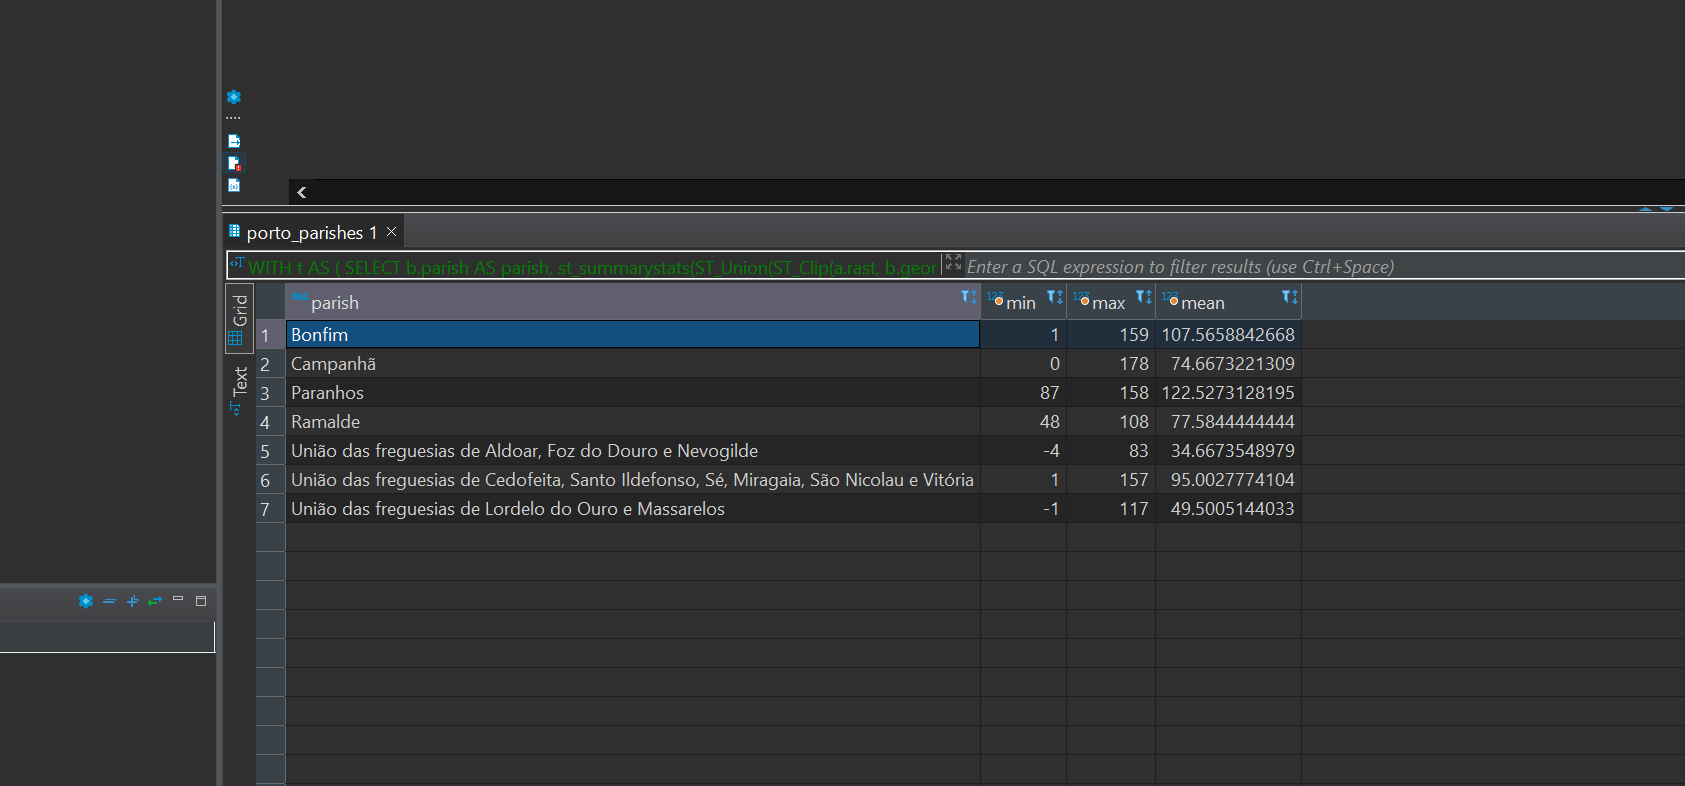 porto_parishes 1
WITH t AS ( SELECT b.parish AS parish, st_summarystats(ST_Union(ST_Clip(a.rast, b.geor
Enter a SQL expression to filter results (use Ctrl+Space)
Grid
Text
parish min max mean
1 Bonfim 1 159 107.5658842668
2 Campanhã 0 178 74.6673221309
3 Paranhos 87 158 122.5273128195
4 Ramalde 48 108 77.5844444444
5 União das freguesias de Aldoar, Foz do Douro e Nevogilde -4 83 34.6673548979
6 União das freguesias de Cedofeita, Santo Ildefonso, Sé, Miragaia, São Nicolau e Vitória 1 157 95.0027774104
7 União das freguesias de Lordelo do Ouro e Massarelos -1 117 49.5005144033